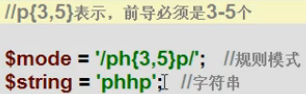 //p{3,5}表示，前导必须是3-5个
$mode = '/ph{3,5}p/'; //规则模式
$string = 'phhp'; //字符串